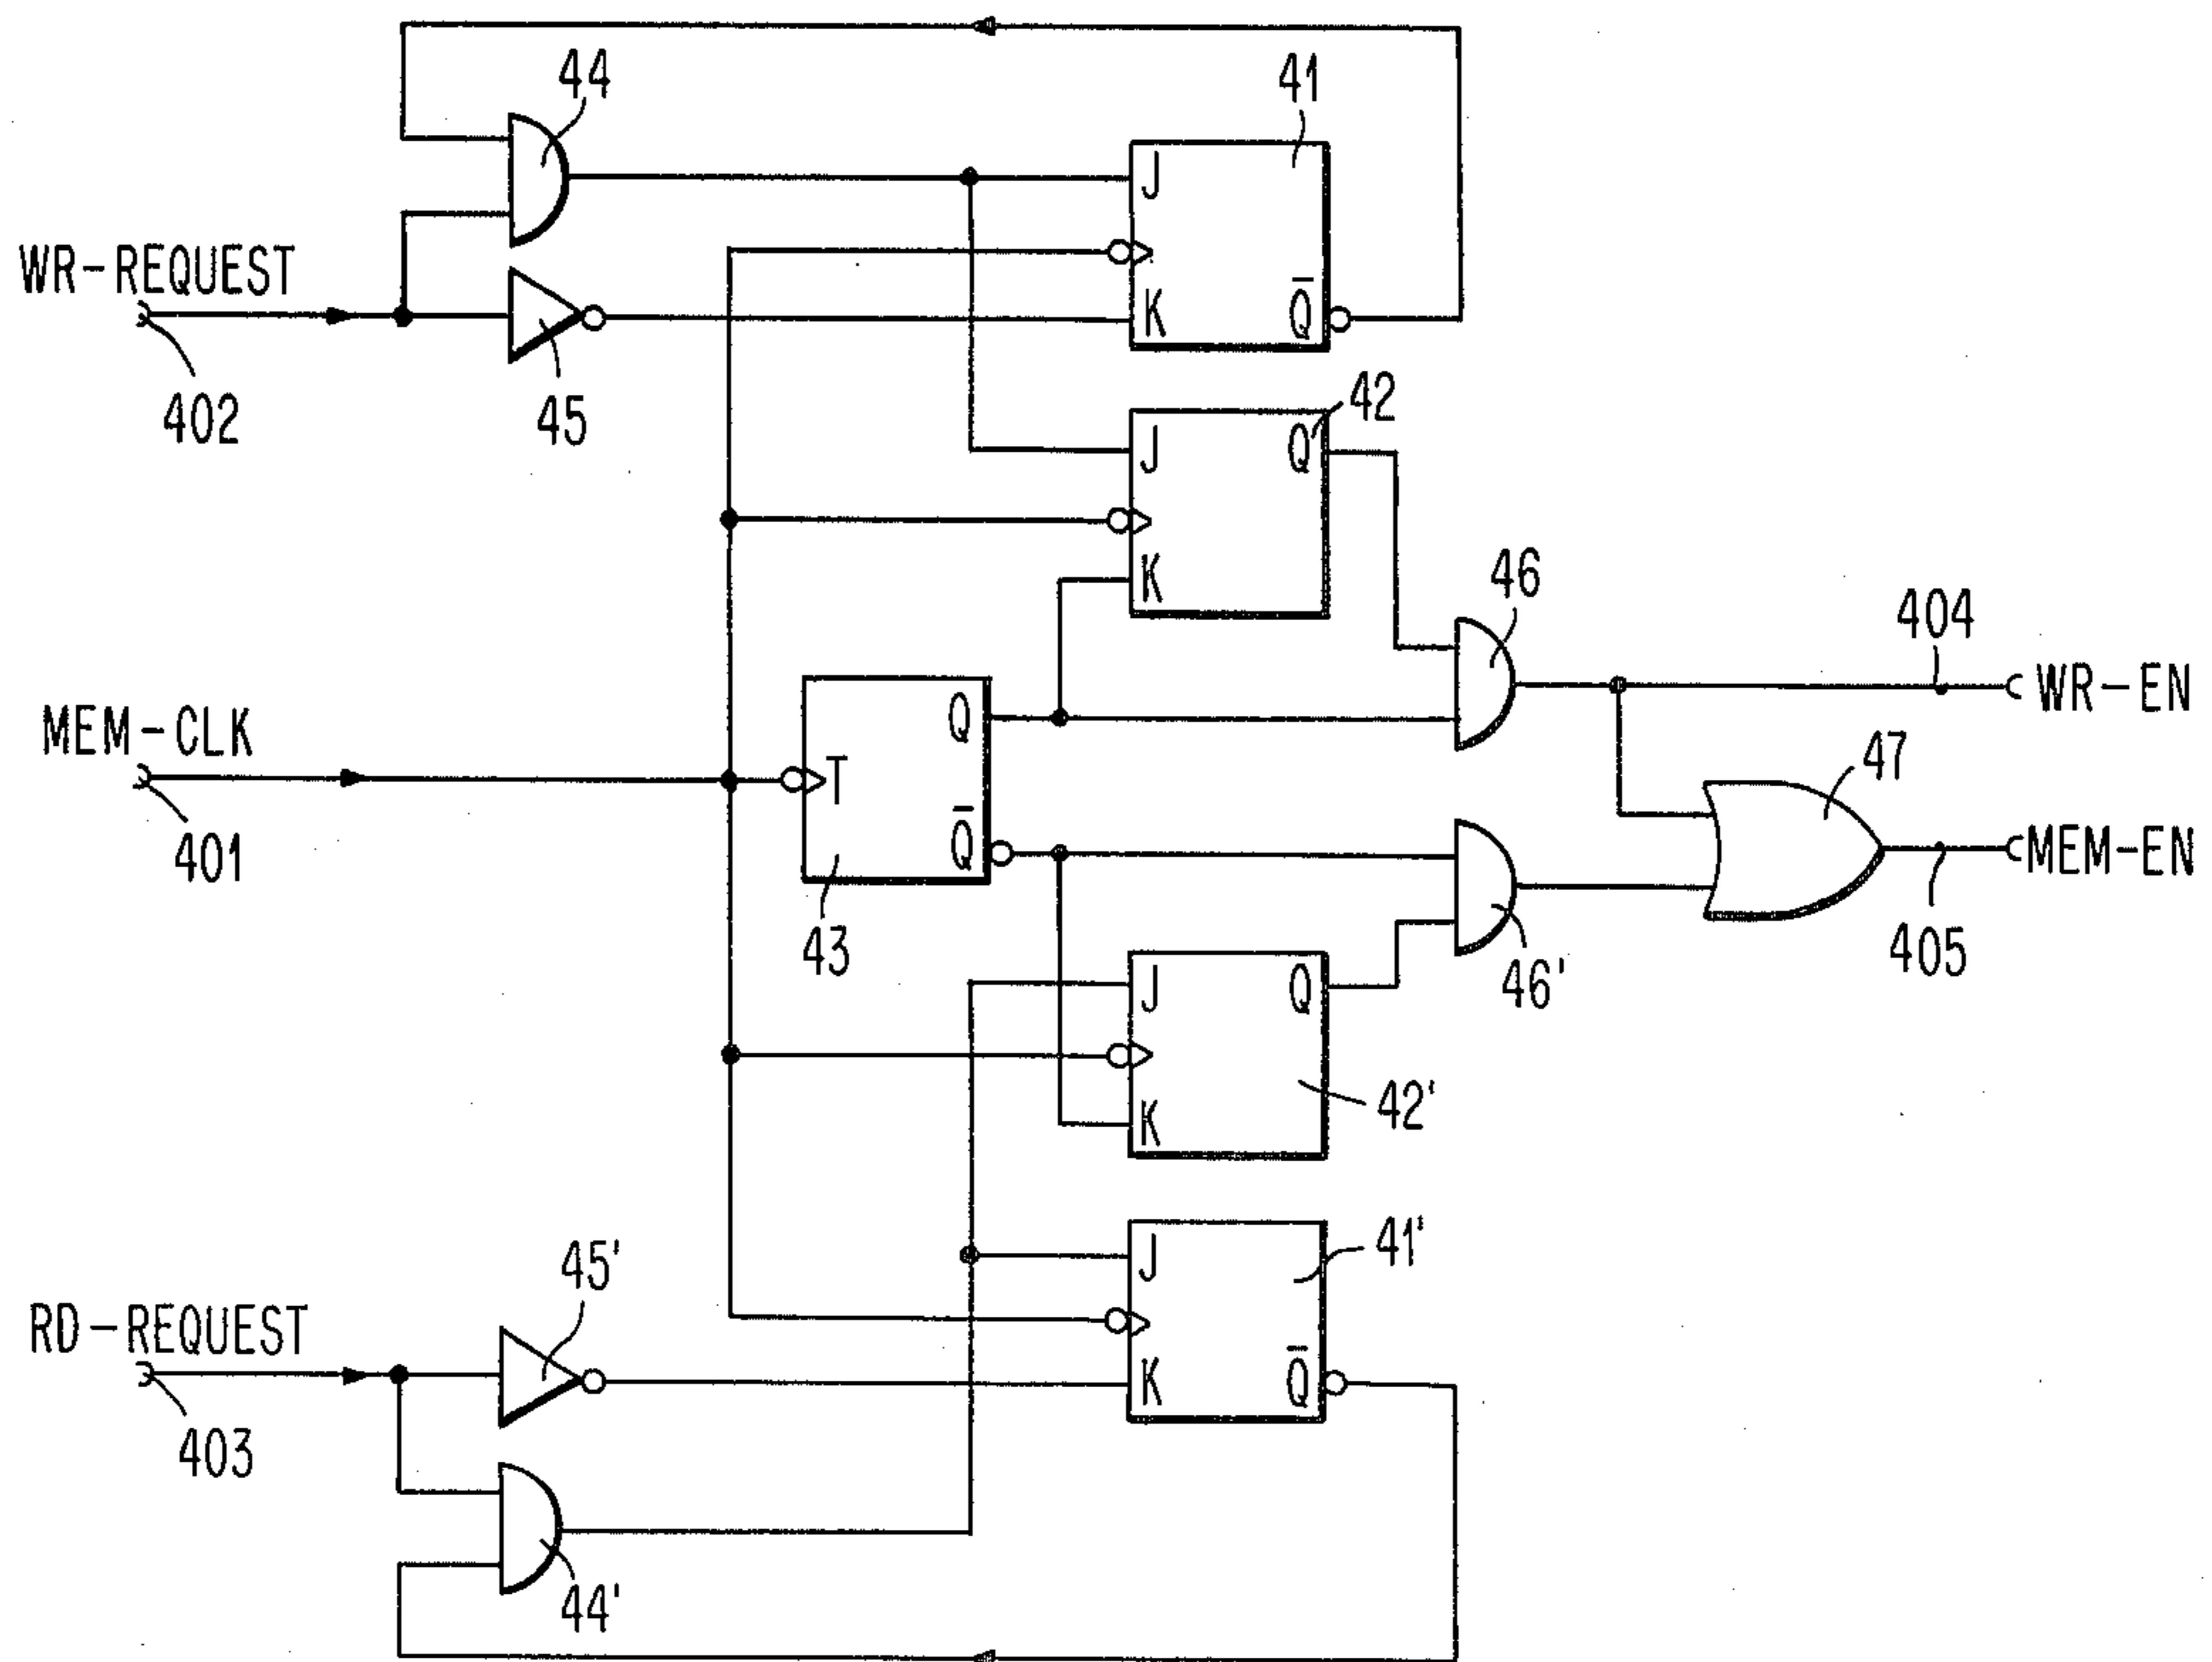 44
41
J
WR-REQUEST
K
Q̅
402
45
42
J
Q
K
46
404
WR-EN
MEM-CLK
Q
47
T
401
Q̅
MEM-EN
43
405
46'
J
Q
42'
K
45'
41'
J
RD-REQUEST
K
Q̅
403
44'